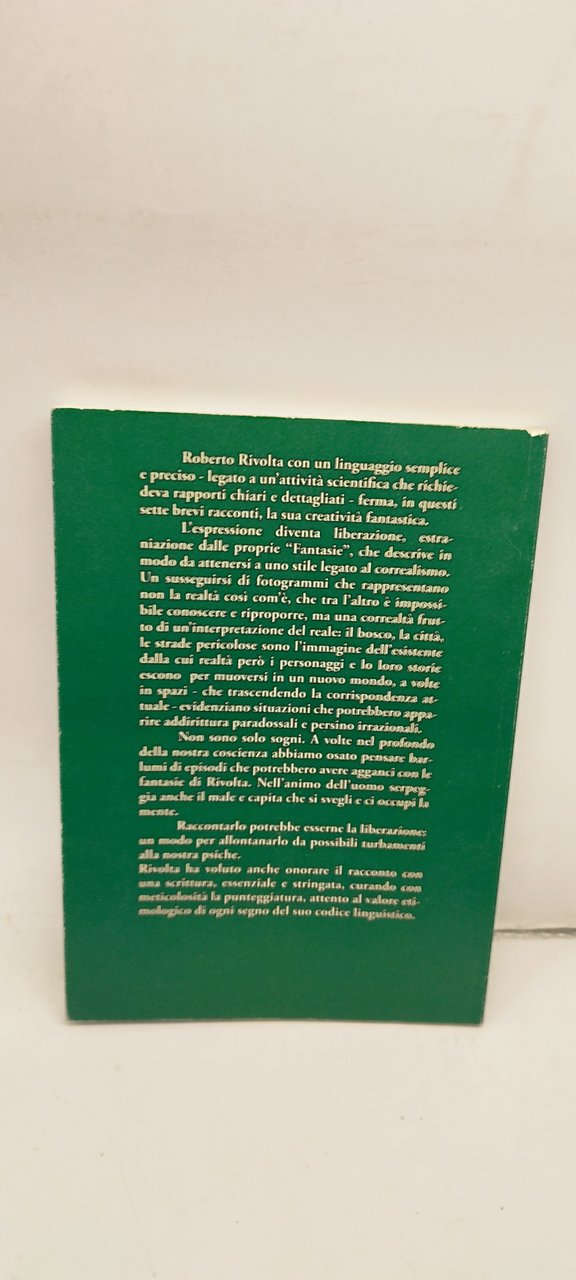 Roberto Rivolta con un linguaggio semplice
e preciso - legato a un'attività scientifica che richie-
deva rapporti chiari e dettagliati - ferma, in questi
sette brevi racconti, la sua creatività fantastica.
L'espressione diventa liberazione, estra-
niazione dalle proprie “Fantasie”, che descrive in
modo da attenersi a uno stile legato al correalismo.
Un susseguirsi di fotogrammi che rappresentano
non la realtà così com'è, che tra l'altro è impossi-
bile conoscere e riproporre, ma una correaltà frut-
to di un'interpretazione del reale: il bosco, la città,
le strade pericolose sono l'immagine dell'esistente
dalla cui realtà però i personaggi e lo loro storie
escono per muoversi in un nuovo mondo, a volte
in spazi - che trascendendo la corrispondenza at-
tuale - evidenziano situazioni che potrebbero appa-
rire addirittura paradossali e persino irrazionali.
Non sono solo sogni. A volte nel profondo
della nostra coscienza abbiamo osato pensare bar-
lumi di episodi che potrebbero avere agganci con le
fantasie di Rivolta. Nell'animo dell'uomo serpeg-
gia anche il male e capita che si svegli e ci occupi la
mente.
Raccontarlo potrebbe esserne la liberazione:
un modo per allontanarlo da possibili turbamenti
alla nostra psiche.
Rivolta ha voluto anche onorare il racconto con
una scrittura, essenziale e stringata, curando con
meticolosità la punteggiatura, attento al valore eti-
mologico di ogni segno del suo codice linguistico.